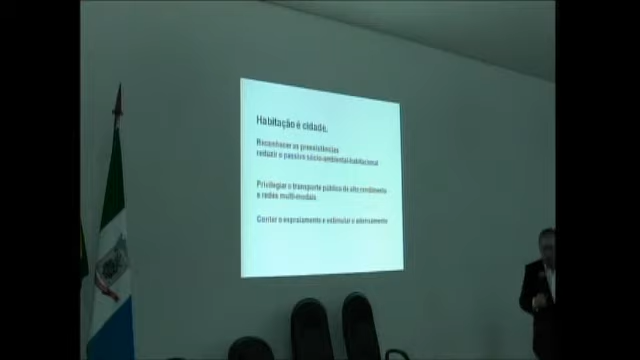 Habitação é cidade.
Reconhecer as preexistências
reduzir o passivo sócio-ambiental-habitacional
Privilegiar o transporte público de alto rendimento
e redes multi-modais
Conter o espraiamento e estimular o adensamento